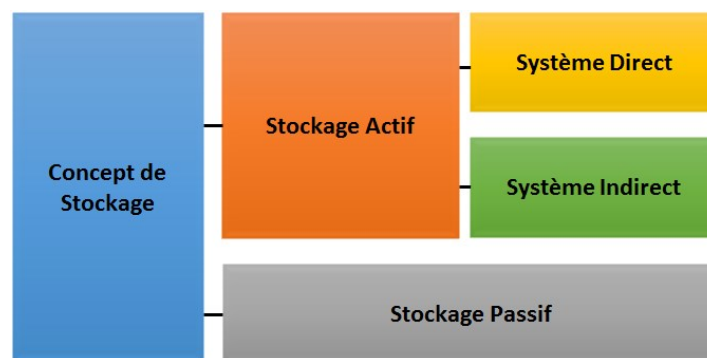 Concept de
Stockage
Stockage Actif
Système Direct
Système Indirect
Stockage Passif